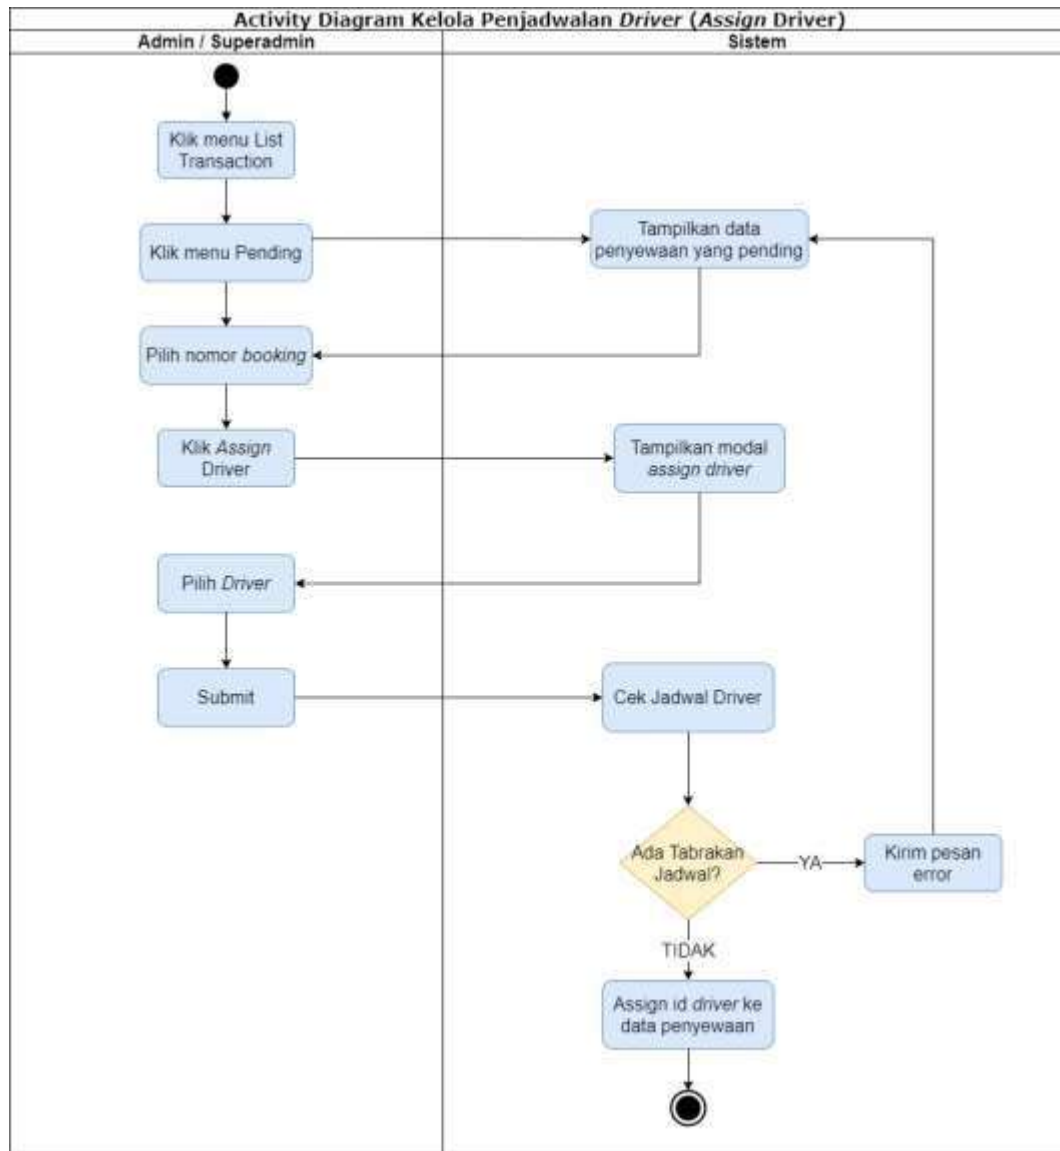 Activity Diagram Kelola Penjadwalan Driver (Assign Driver)
Admin / Superadmin
Sistem
Klik menu List
Transaction
Klik menu Pending
Tampilkan data
penyewaan yang pending
Pilih nomor booking
Klik Assign
Driver
Tampilkan modal
assign driver
Pilih Driver
Submit
Cek Jadwal Driver
Ada Tabrakan
Jadwal?
YA
Kirim pesan
error
TIDAK
Assign id driver ke
data penyewaan